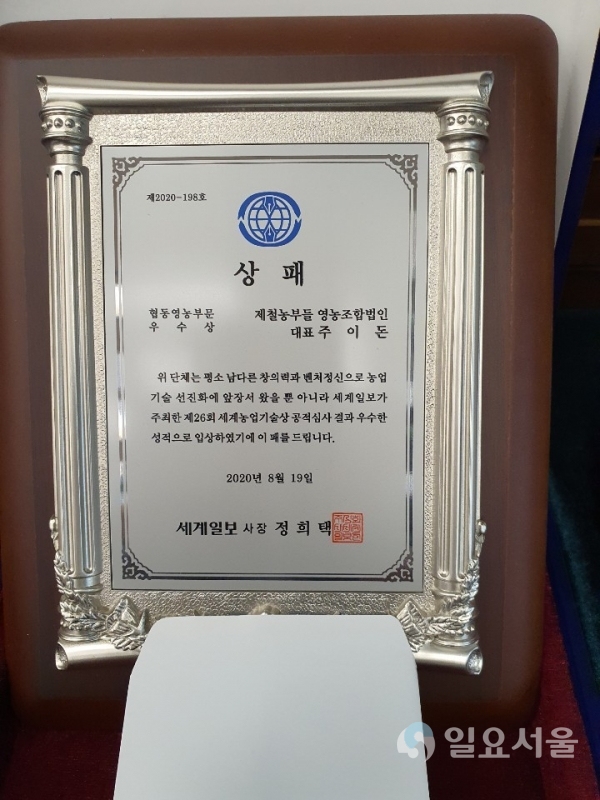 제2020-198호
상 패
협동영농부문 제철농부들 영농조합법인
우 수 상 대표 주 이 돈
위 단체는 평소 남다른 창의력과 벤처정신으로 농업
기술 선진화에 앞장서 왔을 뿐 아니라 세계일보가
주최한 제26회 세계농업기술상 공적심사 결과 우수한
성적으로 입상하였기에 이 패를 드립니다.
2020년 8월 19일
세계일보 사장 정 희 택
일요서울